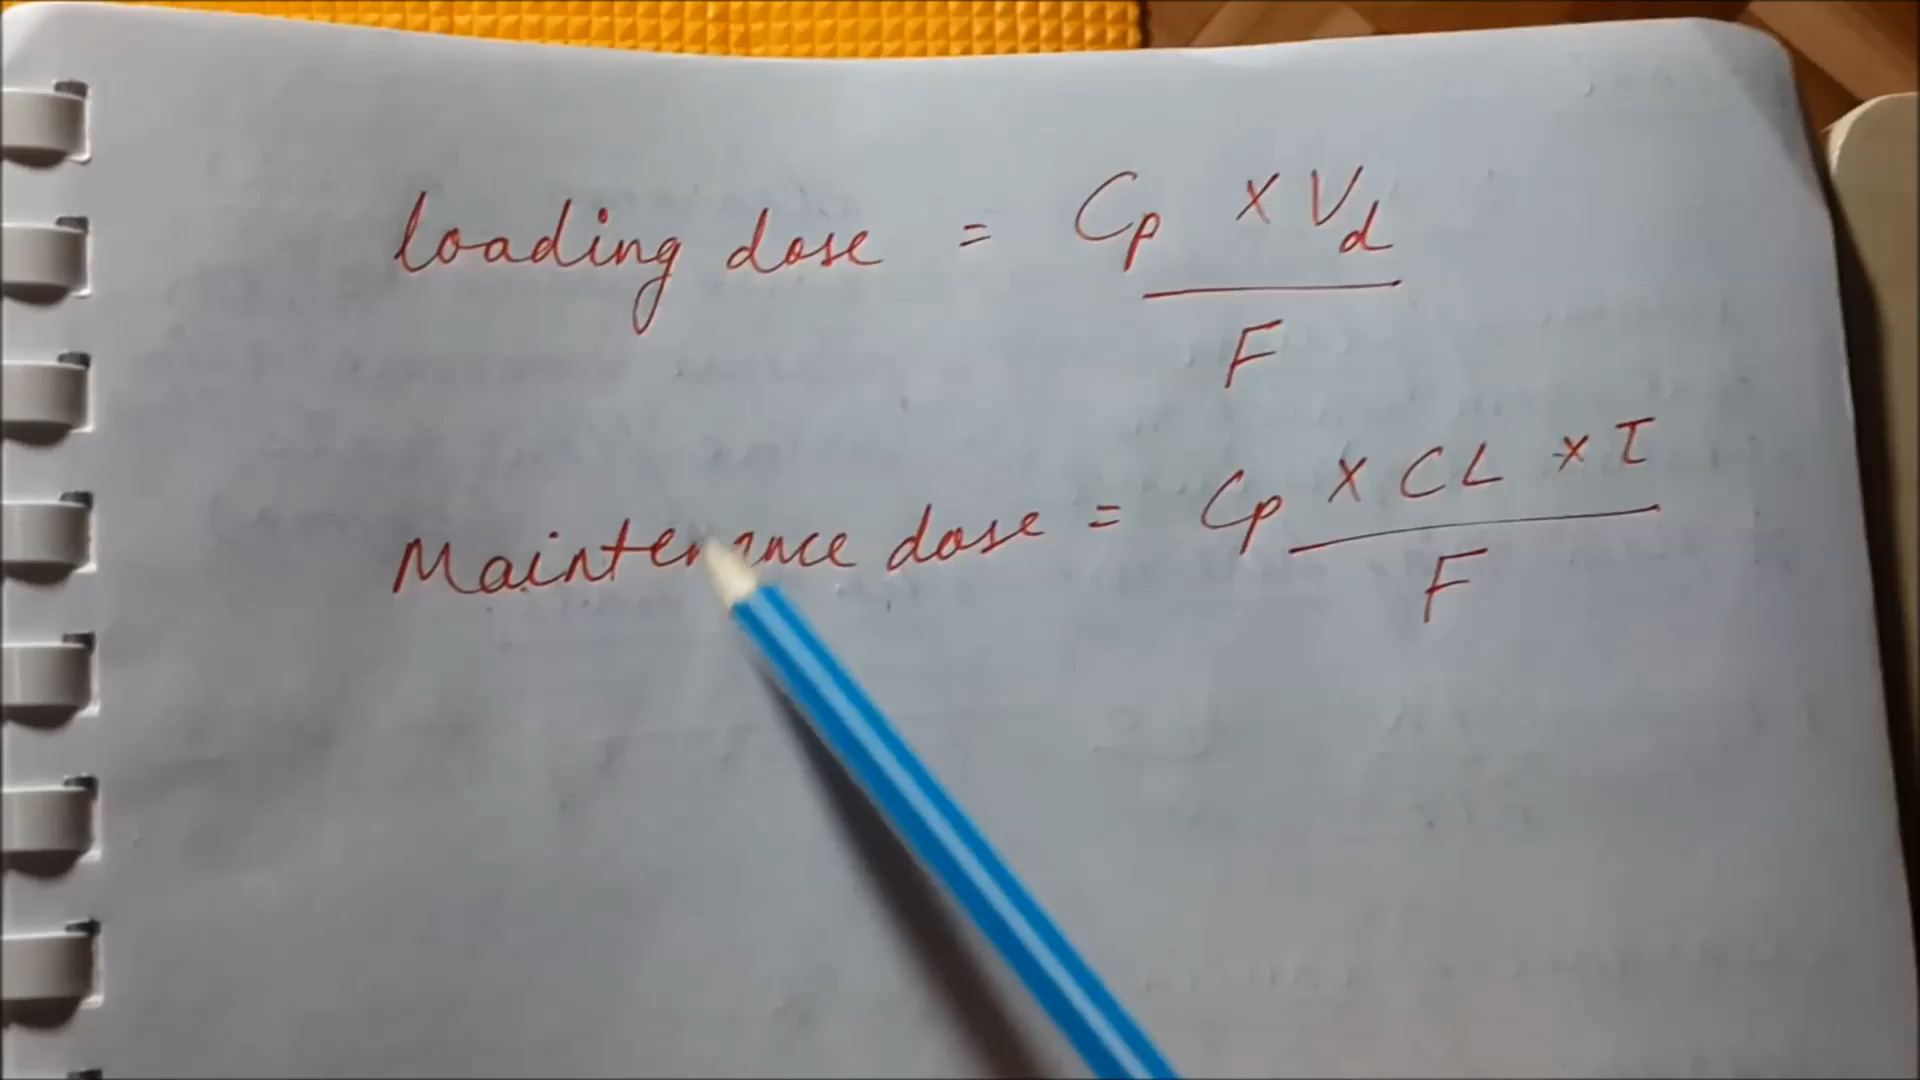 loading dose = Cp x Vd
F
Maintenance dose = Cp x CL x τ
F